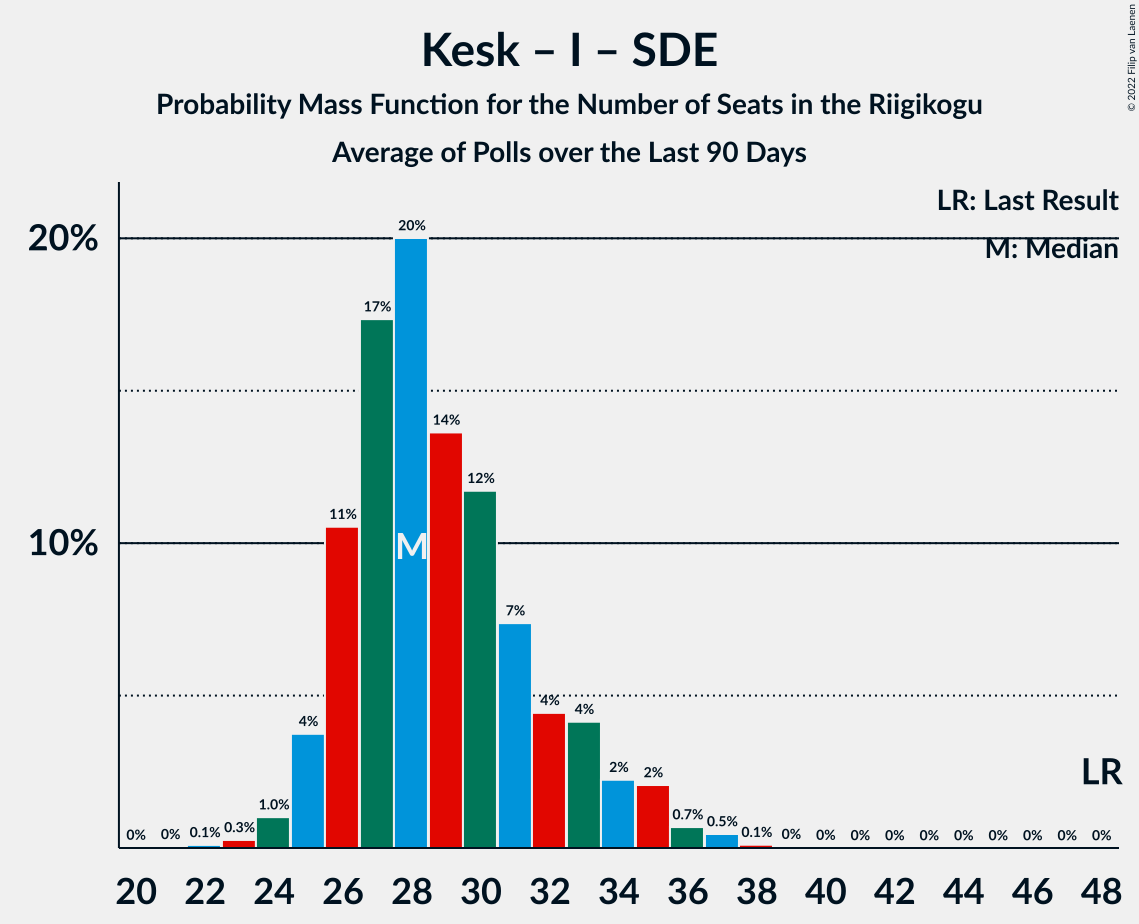 Kesk – I – SDE
Probability Mass Function for the Number of Seats in the Riigikogu
Average of Polls over the Last 90 Days
© 2022 Filip van Laenen
LR: Last Result
M: Median
20%
10%
0% 0% 0.1% 0.3% 1.0% 4% 11% 17% 20% 14% 12% 7% 4% 4% 2% 2% 0.7% 0.5% 0.1% 0% 0% 0% 0% 0% 0% 0% 0% 0% 0%
M
LR
20 22 24 26 28 30 32 34 36 38 40 42 44 46 48